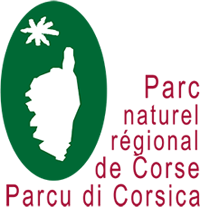 Parc
naturel
régional
de Corse
Parcu di Corsica